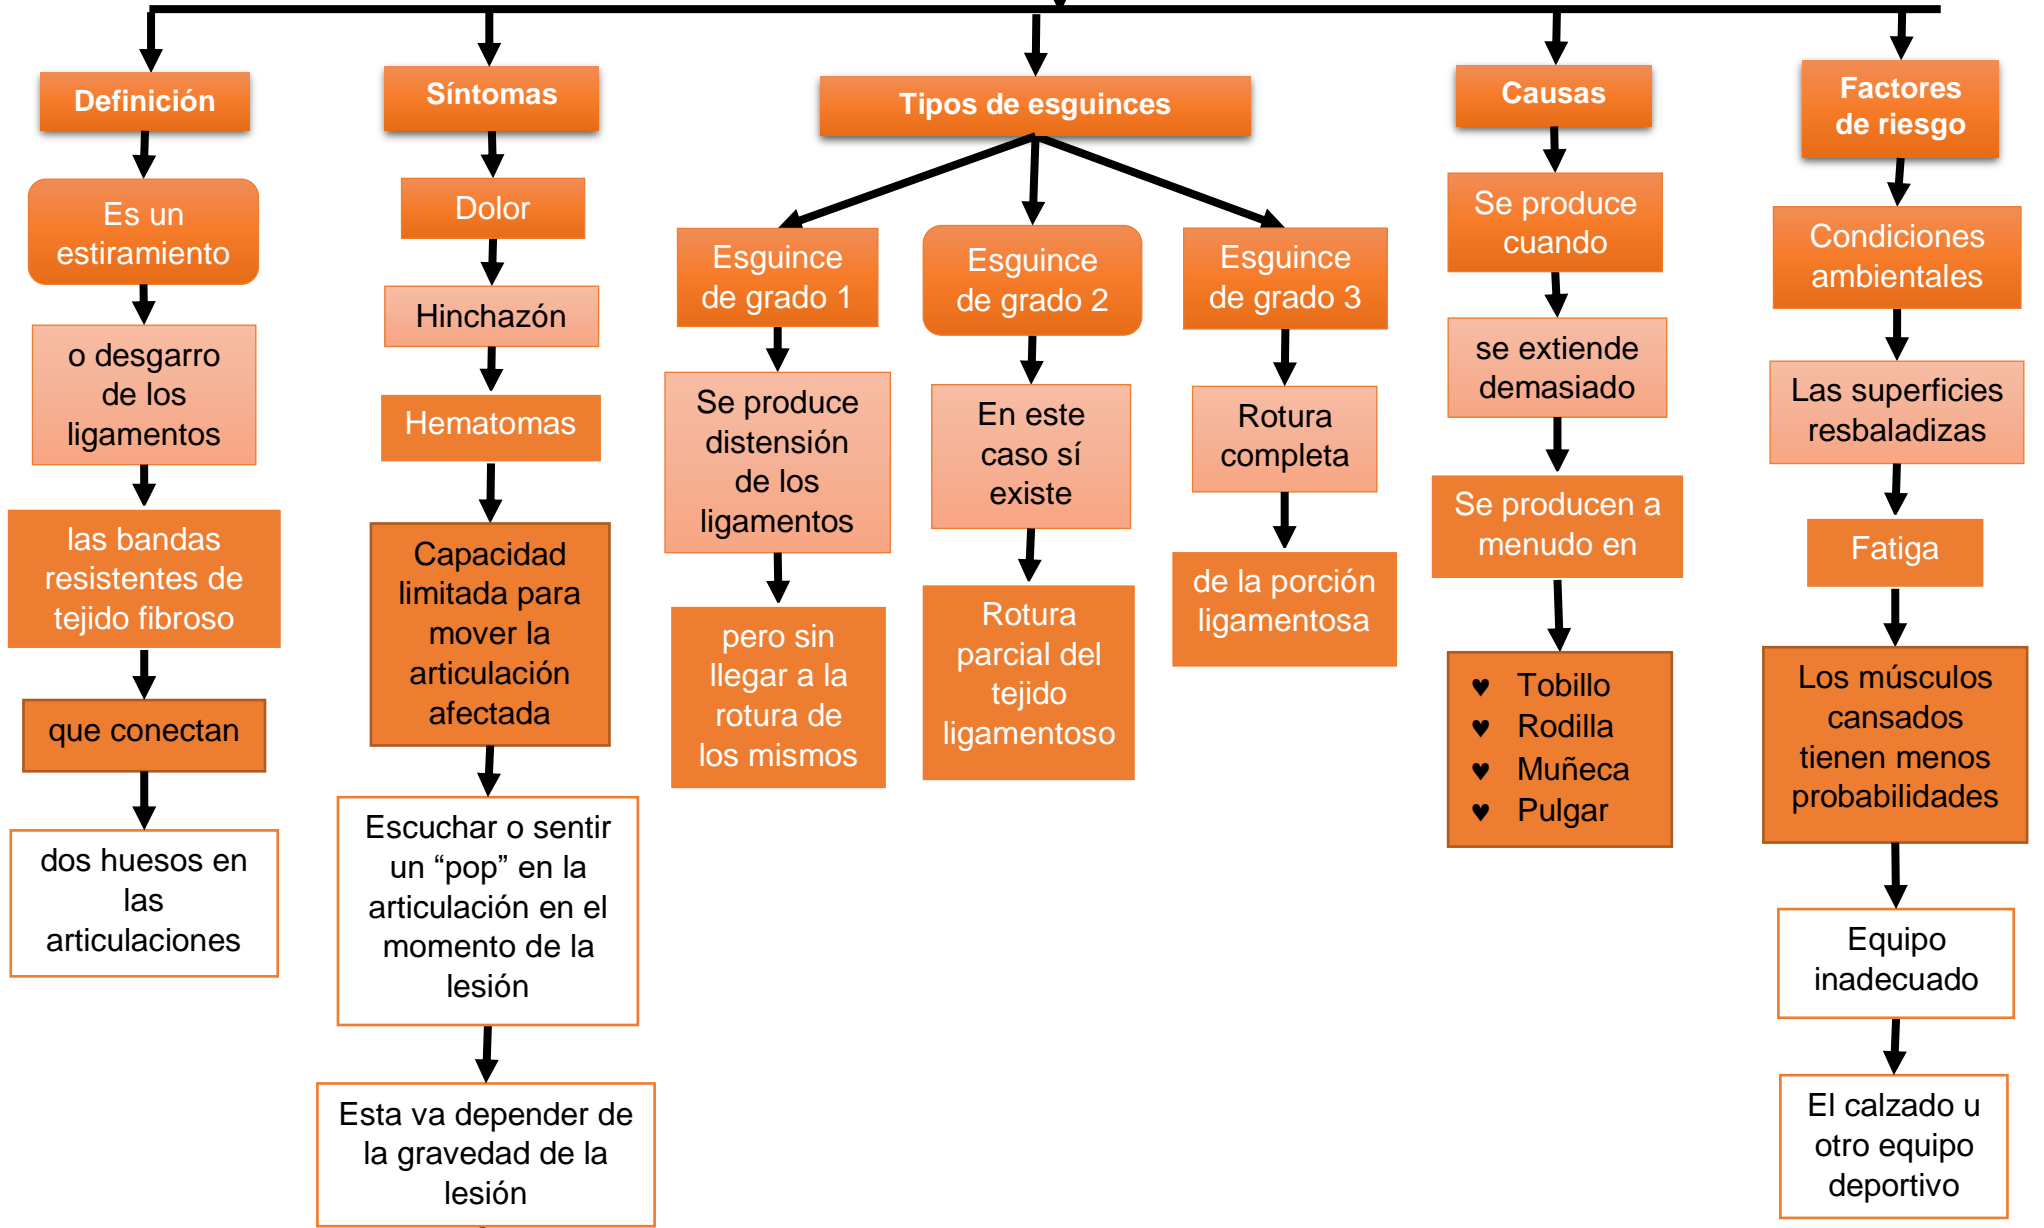 Definición
Es un
estiramiento
o desgarro
de los
ligamentos
las bandas
resistentes de
tejido fibroso
que conectan
dos huesos en
las
articulaciones
Síntomas
Dolor
Hinchazón
Hematomas
Capacidad
limitada para
mover la
articulación
afectada
Escuchar o sentir
un “pop” en la
articulación en el
momento de la
lesión
Esta va depender de
la gravedad de la
lesión
Tipos de esguinces
Esguince
de grado 1
Se produce
distensión
de los
ligamentos
pero sin
llegar a la
rotura de
los mismos
Esguince
de grado 2
En este
caso sí
existe
Rotura
parcial del
tejido
ligamentoso
Esguince
de grado 3
Rotura
completa
de la porción
ligamentosa
Causas
Se produce
cuando
se extiende
demasiado
Se producen a
menudo en
♥ Tobillo
♥ Rodilla
♥ Muñeca
♥ Pulgar
Factores
de riesgo
Condiciones
ambientales
Las superficies
resbaladizas
Fatiga
Los músculos
cansados
tienen menos
probabilidades
Equipo
inadecuado
El calzado u
otro equipo
deportivo